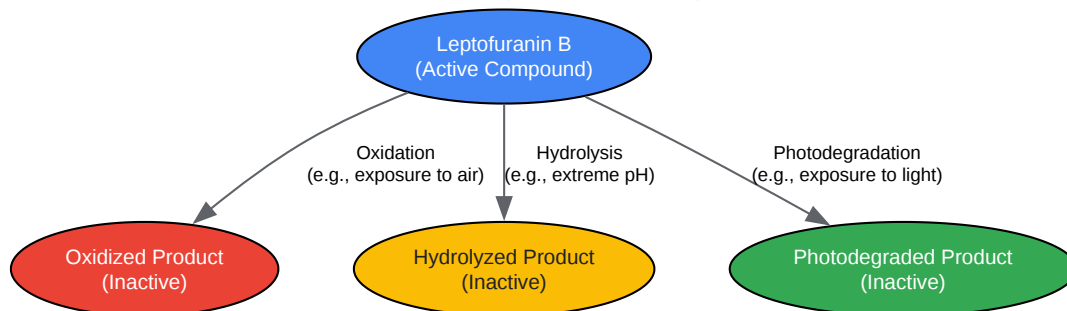 Leptofuranin B
(Active Compound)
Oxidation
(e.g., exposure to air)
Hydrolysis
(e.g., extreme pH)
Photodegradation
(e.g., exposure to light)
Oxidized Product
(Inactive)
Hydrolyzed Product
(Inactive)
Photodegraded Product
(Inactive)